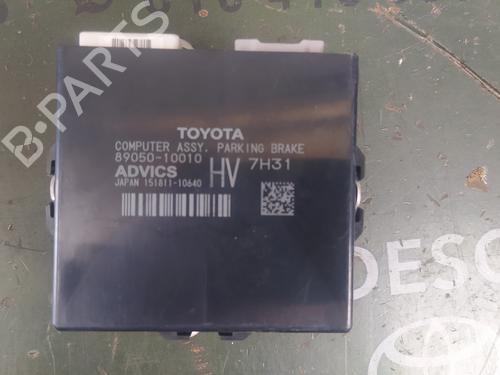 TOYOTA
COMPUTER ASSY, PARKING BRAKE
89050-10010 HV 7H31
ADVICS
JAPAN 151811-10640
B-PARTS
DESC